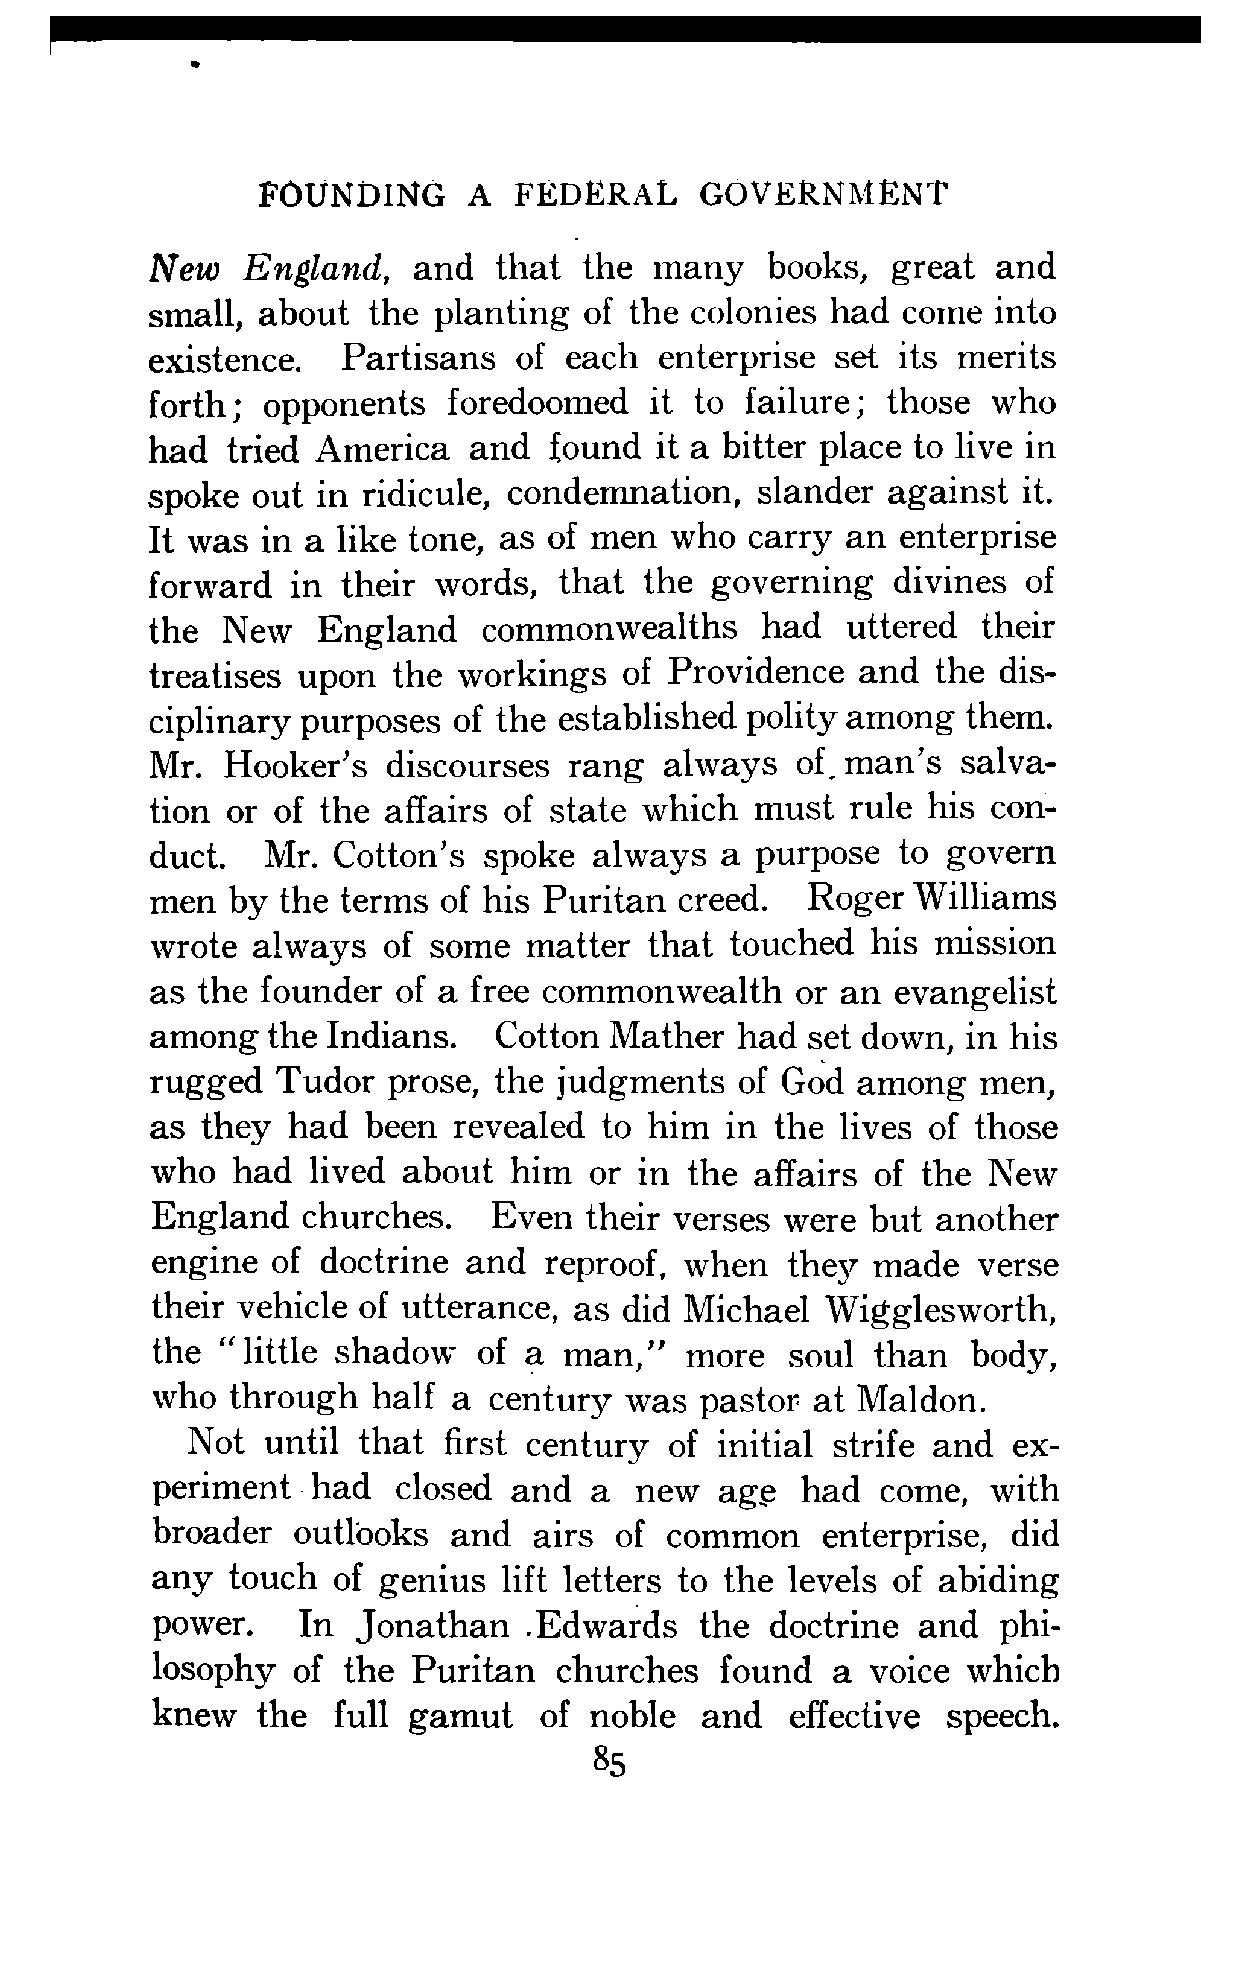 FOUNDING A FEDERAL GOVERNMENT
New England, and that the many books, great and
small, about the planting of the colonies had come into
existence. Partisans of each enterprise set its merits
forth; opponents foredoomed it to failure; those who
had tried America and found it a bitter place to live in
spoke out in ridicule, condemnation, slander against it.
It was in a like tone, as of men who carry an enterprise
forward in their words, that the governing divines of
the New England commonwealths had uttered their
treatises upon the workings of Providence and the dis-
ciplinary purposes of the established polity among them.
Mr. Hooker's discourses rang always of man's salva-
tion or of the affairs of state which must rule his con-
duct. Mr. Cotton's spoke always a purpose to govern
men by the terms of his Puritan creed. Roger Williams
wrote always of some matter that touched his mission
as the founder of a free commonwealth or an evangelist
among the Indians. Cotton Mather had set down, in his
rugged Tudor prose, the judgments of God among men,
as they had been revealed to him in the lives of those
who had lived about him or in the affairs of the New
England churches. Even their verses were but another
engine of doctrine and reproof, when they made verse
their vehicle of utterance, as did Michael Wigglesworth,
the "little shadow of a man," more soul than body,
who through half a century was pastor at Maldon.
Not until that first century of initial strife and ex-
periment had closed and a new age had come, with
broader outlooks and airs of common enterprise, did
any touch of genius lift letters to the levels of abiding
power. In Jonathan Edwards the doctrine and phi-
losophy of the Puritan churches found a voice which
knew the full gamut of noble and effective speech.
85